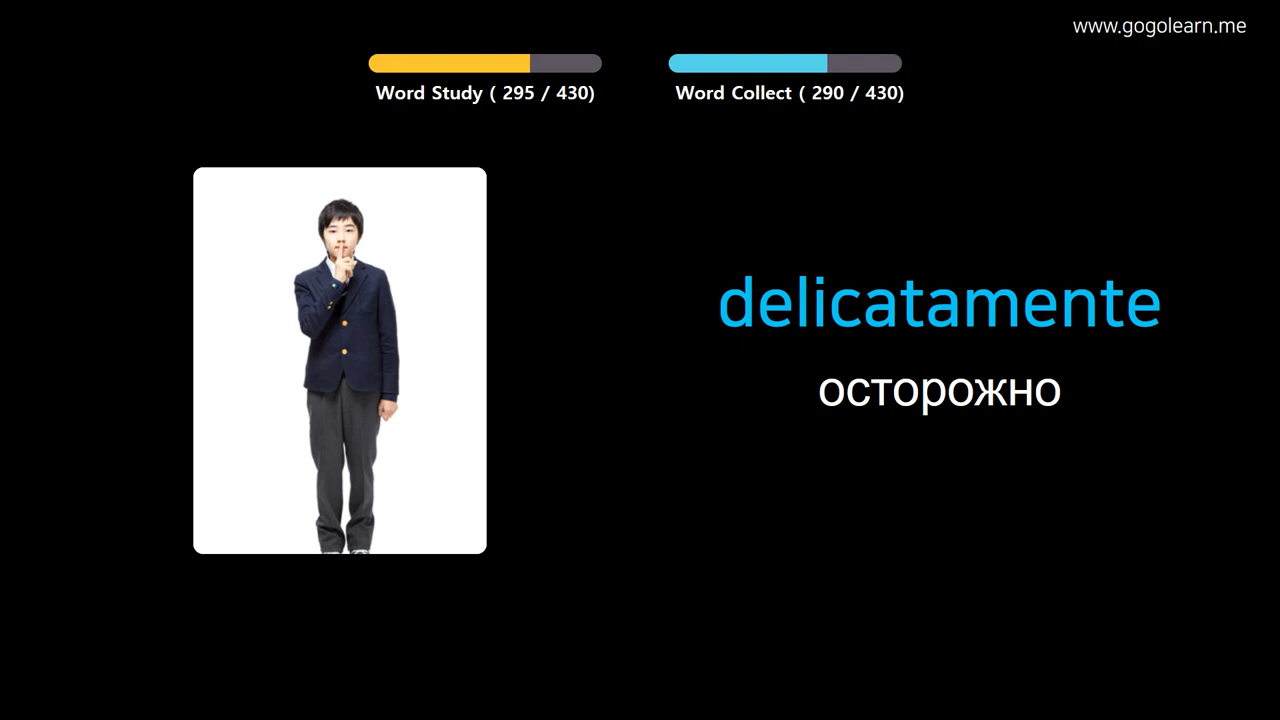 www.gogolearn.me
Word Study ( 295 / 430)
Word Collect ( 290 / 430)
delicatamente
осторожно